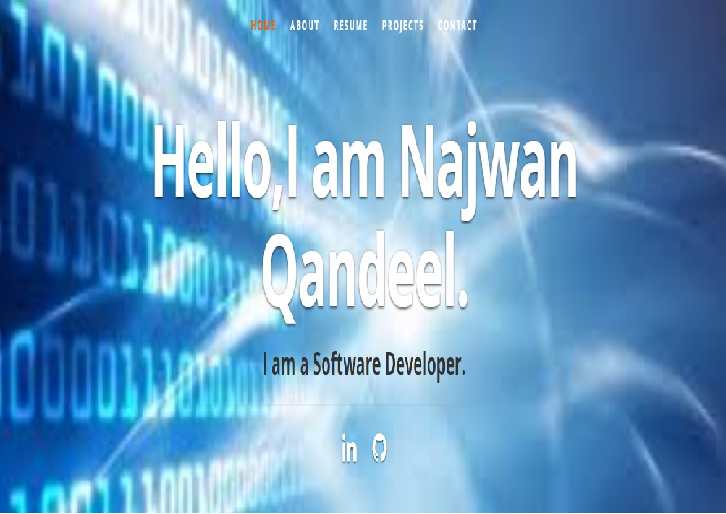 HOME ABOUT RESUME PROJECTS CONTACT
Hello,I am Najwan
Qandeel.
I am a Software Developer.
in